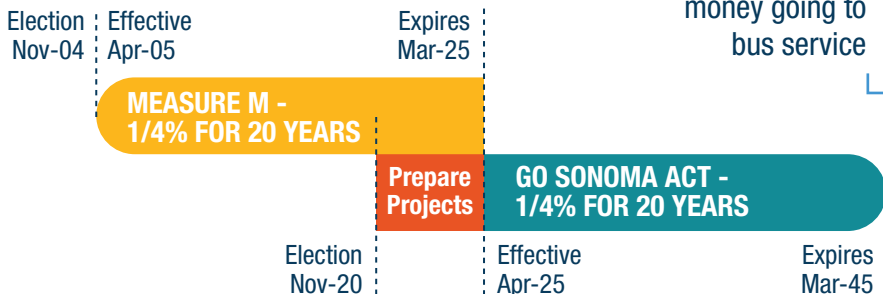 money going to
bus service
Election
Nov-04
Effective
Apr-05
Expires
Mar-25
MEASURE M -
1/4% FOR 20 YEARS
Prepare
Projects
GO SONOMA ACT -
1/4% FOR 20 YEARS
Election
Nov-20
Effective
Apr-25
Expires
Mar-45